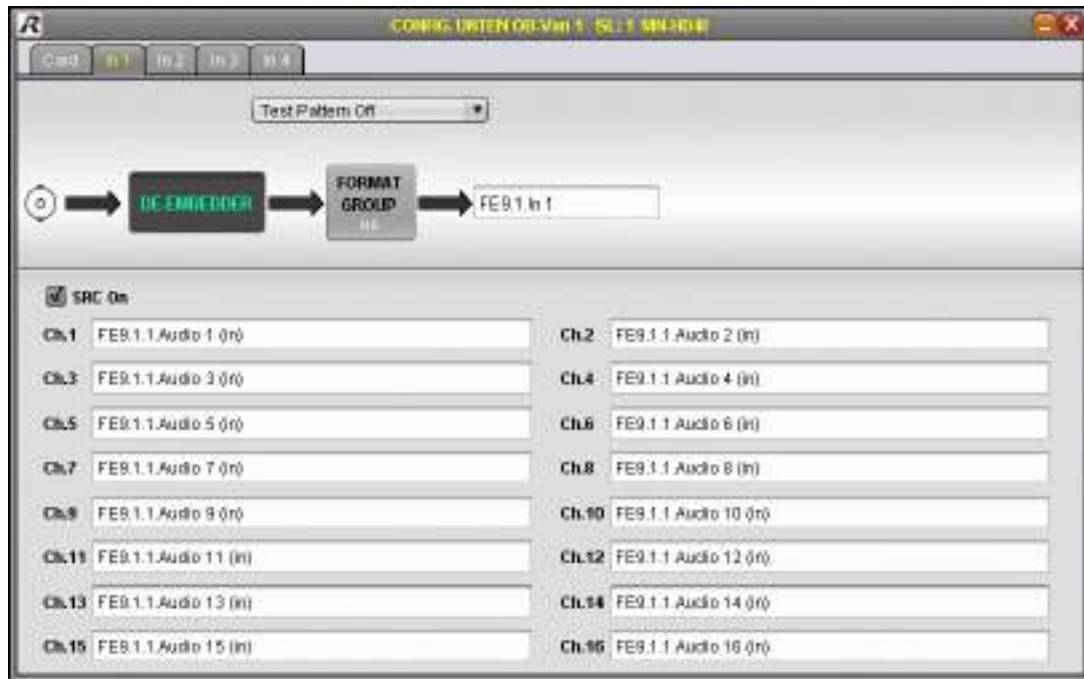 R
CONFIG. UNTEN OB-Van 1 SL: 1
Card In 1 In 2 In 3 In 4
Test Pattern Off
DE-EMBEDDER
FORMAT GROUP
FE9.1.In 1
SRC On
Ch.1 FE9.1.1.Audio 1 (in) Ch.2 FE9.1.1.Audio 2 (in)
Ch.3 FE9.1.1.Audio 3 (in) Ch.4 FE9.1.1.Audio 4 (in)
Ch.5 FE9.1.1.Audio 5 (in) Ch.6 FE9.1.1.Audio 6 (in)
Ch.7 FE9.1.1.Audio 7 (in) Ch.8 FE9.1.1.Audio 8 (in)
Ch.9 FE9.1.1.Audio 9 (in) Ch.10 FE9.1.1.Audio 10 (in)
Ch.11 FE9.1.1.Audio 11 (in) Ch.12 FE9.1.1.Audio 12 (in)
Ch.13 FE9.1.1.Audio 13 (in) Ch.14 FE9.1.1.Audio 14 (in)
Ch.15 FE9.1.1.Audio 15 (in) Ch.16 FE9.1.1.Audio 16 (in)